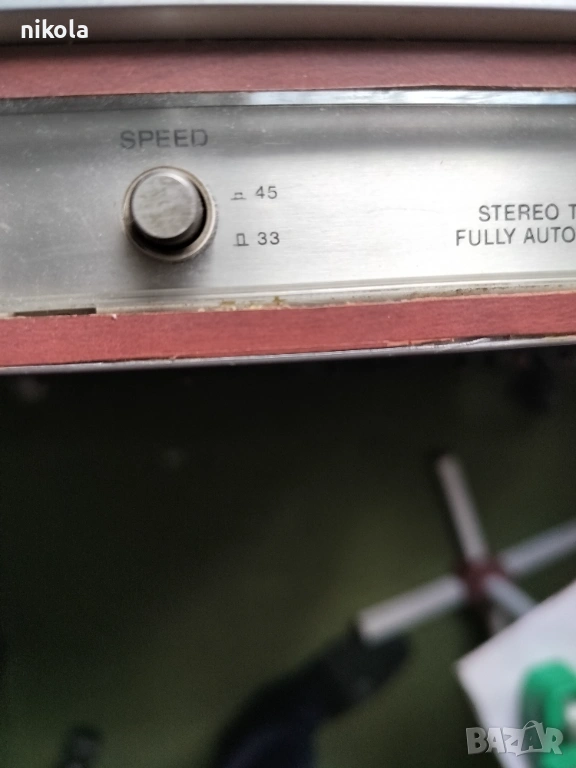 nikola
SPEED
45
33
STEREO T
FULLY AUTO
BAZAR